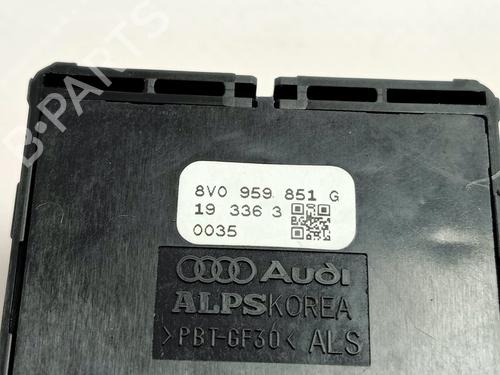 B-PARTS
8V0 959 851 G
19 336 3
0035
Audi
ALPSKOREA
>PBT-GF30< ALS